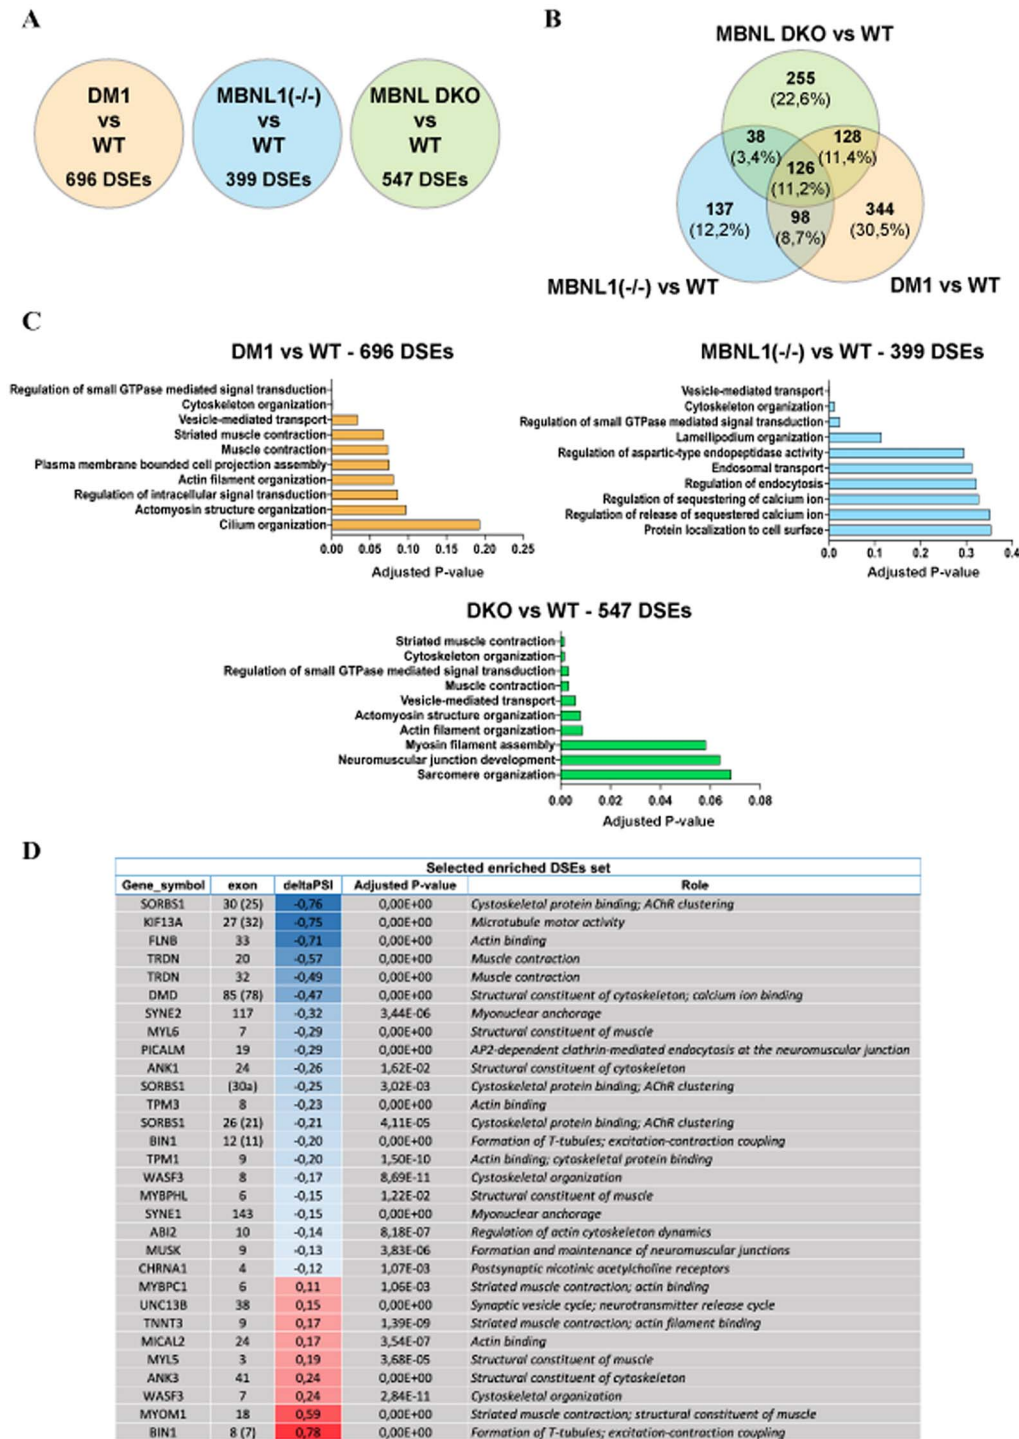 A
DM1
vs
WT
696 DSEs
MBNL1(-/-)
vs
WT
399 DSEs
MBNL DKO
vs
WT
547 DSEs
B
MBNL DKO vs WT
255
(22,6%)
38
(3,4%)
128
(11,4%)
126
(11,2%)
137
(12,2%)
98
(8,7%)
344
(30,5%)
MBNL1(-/-) vs WT
DM1 vs WT
C
DM1 vs WT - 696 DSEs
Regulation of small GTPase mediated signal transduction
Cytoskeleton organization
Vesicle-mediated transport
Striated muscle contraction
Muscle contraction
Plasma membrane bounded cell projection assembly
Actin filament organization
Regulation of intracellular signal transduction
Actomyosin structure organization
Cilium organization
0.00 0.05 0.10 0.15 0.20 0.25
Adjusted P-value
MBNL1(-/-) vs WT - 399 DSEs
Vesicle-mediated transport
Cytoskeleton organization
Regulation of small GTPase mediated signal transduction
Lamellipodium organization
Regulation of aspartic-type endopeptidase activity
Endosomal transport
Regulation of endocytosis
Regulation of sequestering of calcium ion
Regulation of release of sequestered calcium ion
Protein localization to cell surface
0.0 0.1 0.2 0.3 0.4
Adjusted P-value
DKO vs WT - 547 DSEs
Striated muscle contraction
Cytoskeleton organization
Regulation of small GTPase mediated signal transduction
Muscle contraction
Vesicle-mediated transport
Actomyosin structure organization
Actin filament organization
Myosin filament assembly
Neuromuscular junction development
Sarcomere organization
0.00 0.02 0.04 0.06 0.08
Adjusted P-value
D
Selected enriched DSEs set
Gene_symbol exon deltaPSI Adjusted P-value Role
SORBS1 30 (25) -0,76 0,00E+00 Cystoskeletal protein binding; AChR clustering
KIF13A 27 (32) -0,75 0,00E+00 Microtubule motor activity
FLNB 33 -0,71 0,00E+00 Actin binding
TRDN 20 -0,57 0,00E+00 Muscle contraction
TRDN 32 -0,49 0,00E+00 Muscle contraction
DMD 85 (78) -0,47 0,00E+00 Structural constituent of cytoskeleton; calcium ion binding
SYNE2 117 -0,32 3,44E-06 Myonuclear anchorage
MYL6 7 -0,29 0,00E+00 Structural constituent of muscle
PICALM 19 -0,29 0,00E+00 AP2-dependent clathrin-mediated endocytosis at the neuromuscular junction
ANK1 24 -0,26 1,62E-02 Structural constituent of cytoskeleton
SORBS1 (30a) -0,25 3,02E-03 Cystoskeletal protein binding; AChR clustering
TPM3 8 -0,23 0,00E+00 Actin binding
SORBS1 26 (21) -0,21 4,11E-05 Cystoskeletal protein binding; AChR clustering
BIN1 12 (11) -0,20 0,00E+00 Formation of T-tubules; excitation-contraction coupling
TPM1 9 -0,20 1,50E-10 Actin binding; cytoskeletal protein binding
WASF3 8 -0,17 8,69E-11 Cystoskeletal organization
MYBPHL 6 -0,15 1,22E-02 Structural constituent of muscle
SYNE1 143 -0,15 0,00E+00 Myonuclear anchorage
ABI2 10 -0,14 8,18E-07 Regulation of actin cytoskeleton dynamics
MUSK 9 -0,13 3,83E-06 Formation and maintenance of neuromuscular junctions
CHRNA1 4 -0,12 1,07E-03 Postsynaptic nicotinic acetylcholine receptors
MYBPC1 6 0,11 1,06E-03 Striated muscle contraction; actin binding
UNC13B 38 0,15 0,00E+00 Synaptic vesicle cycle; neurotransmitter release cycle
TNNT3 9 0,17 1,39E-09 Striated muscle contraction; actin filament binding
MICAL2 24 0,17 3,54E-07 Actin binding
MYL5 3 0,19 3,68E-05 Structural constituent of muscle
ANK3 41 0,24 0,00E+00 Structural constituent of cytoskeleton
WASF3 7 0,24 2,84E-11 Cystoskeletal organization
MYOM1 18 0,59 0,00E+00 Striated muscle contraction; structural constituent of muscle
BIN1 8 (7) 0,78 0,00E+00 Formation of T-tubules; excitation-contraction coupling